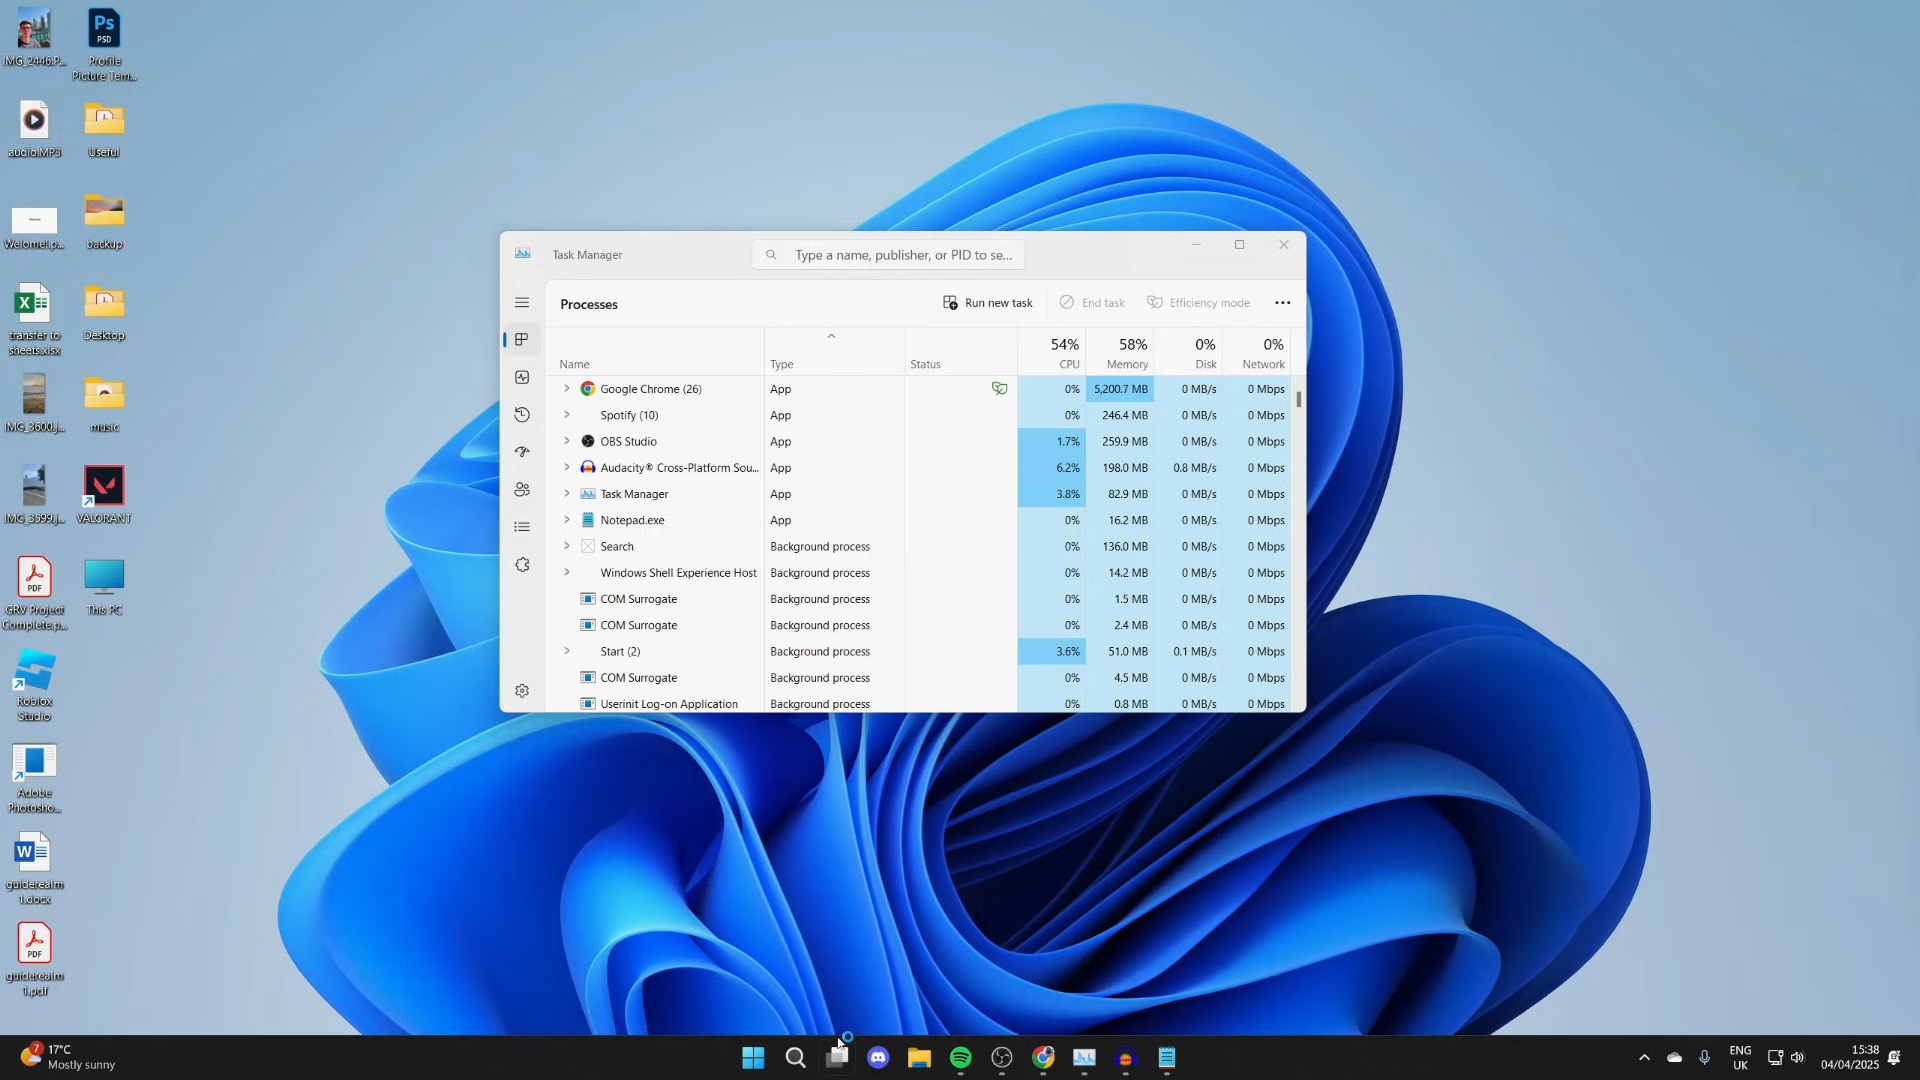 IMG_2446.P...
Ps
PSD
Profile
Picture Tem...
audio.MP3
Useful
Welome!.p...
backup
transfer to
sheets.xlsx
Desktop
IMG_3600.j...
music
IMG_3599.j...
VALORANT
PDF
GRV Project
Complete.p...
This PC
Roblox
Studio
Adobe
Photosho...
guiderealm
1.docx
PDF
guiderealm
1.pdf
Task Manager
Type a name, publisher, or PID to se...
Processes
Run new task
End task
Efficiency mode
54% 58% 0% 0%
Name Type Status CPU Memory Disk Network
Google Chrome (26) App 0% 5,200.7 MB 0 MB/s 0 Mbps
Spotify (10) App 0% 246.4 MB 0 MB/s 0 Mbps
OBS Studio App 1.7% 259.9 MB 0 MB/s 0 Mbps
Audacity® Cross-Platform Sou... App 6.2% 198.0 MB 0.8 MB/s 0 Mbps
Task Manager App 3.8% 82.9 MB 0 MB/s 0 Mbps
Notepad.exe App 0% 16.2 MB 0 MB/s 0 Mbps
Search Background process 0% 136.0 MB 0 MB/s 0 Mbps
Windows Shell Experience Host Background process 0% 14.2 MB 0 MB/s 0 Mbps
COM Surrogate Background process 0% 1.5 MB 0 MB/s 0 Mbps
COM Surrogate Background process 0% 2.4 MB 0 MB/s 0 Mbps
Start (2) Background process 3.6% 51.0 MB 0.1 MB/s 0 Mbps
COM Surrogate Background process 0% 4.5 MB 0 MB/s 0 Mbps
Userinit Log-on Application Background process 0% 0.8 MB 0 MB/s 0 Mbps
7
17°C
Mostly sunny
ENG
UK
15:38
04/04/2025